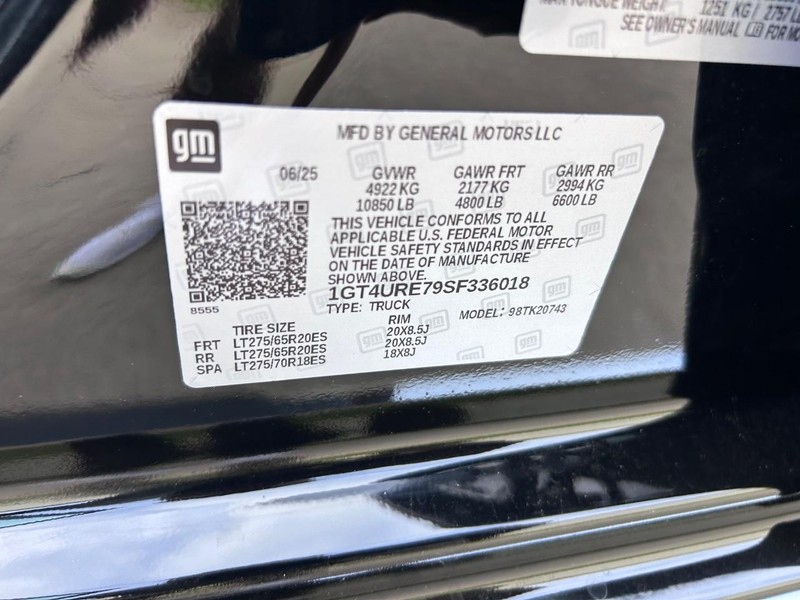 MAX TONGUE WEIGHT: 1251 KG / 2757
SEE OWNER'S MANUAL FOR
gm
MFD BY GENERAL MOTORS LLC
06/25 GVWR GAWR FRT GAWR RR
4922 KG 2177 KG 2994 KG
10850 LB 4800 LB 6600 LB
THIS VEHICLE CONFORMS TO ALL
APPLICABLE U.S. FEDERAL MOTOR
VEHICLE SAFETY STANDARDS IN EFFECT
ON THE DATE OF MANUFACTURE
SHOWN ABOVE.
1GT4URE79SF336018
8555
TYPE: TRUCK MODEL: 98TK20743
TIRE SIZE RIM
FRT LT275/65R20ES 20X8.5J
RR LT275/65R20ES 20X8.5J
SPA LT275/70R18ES 18X8J